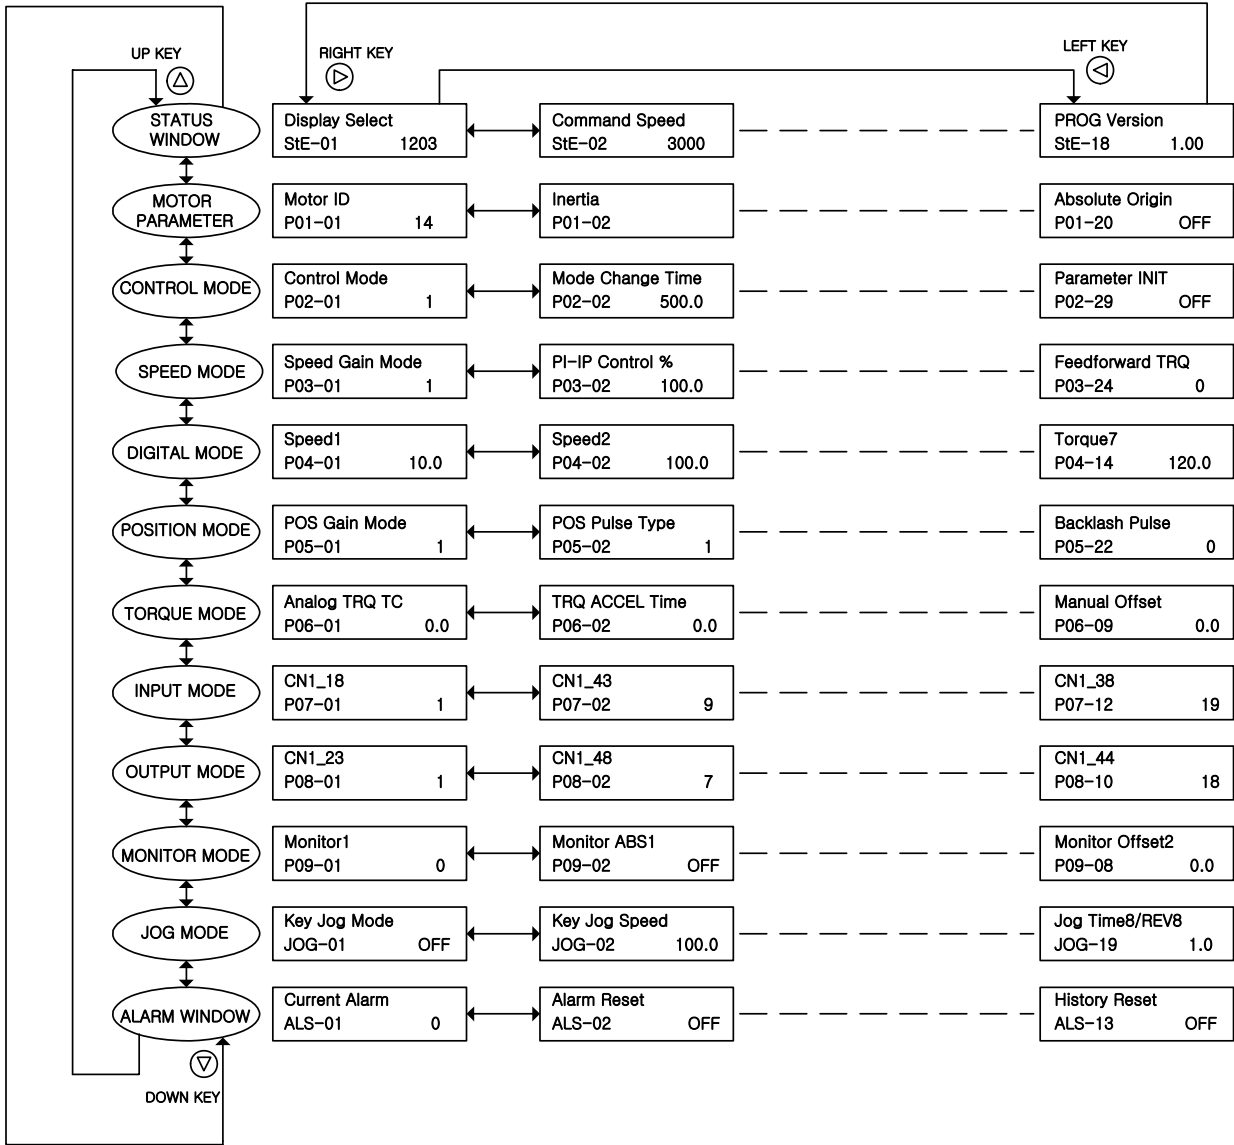 UP KEY
RIGHT KEY
LEFT KEY
STATUS
WINDOW
Display Select
StE-01 1203
Command Speed
StE-02 3000
PROG Version
StE-18 1.00
MOTOR
PARAMETER
Motor ID
P01-01 14
Inertia
P01-02
Absolute Origin
P01-20 OFF
CONTROL MODE
Control Mode
P02-01 1
Mode Change Time
P02-02 500.0
Parameter INIT
P02-29 OFF
SPEED MODE
Speed Gain Mode
P03-01 1
PI-IP Control %
P03-02 100.0
Feedforward TRQ
P03-24 0
DIGITAL MODE
Speed1
P04-01 10.0
Speed2
P04-02 100.0
Torque7
P04-14 120.0
POSITION MODE
POS Gain Mode
P05-01 1
POS Pulse Type
P05-02 1
Backlash Pulse
P05-22 0
TORQUE MODE
Analog TRQ TC
P06-01 0.0
TRQ ACCEL Time
P06-02 0.0
Manual Offset
P06-09 0.0
INPUT MODE
CN1_18
P07-01 1
CN1_43
P07-02 9
CN1_38
P07-12 19
OUTPUT MODE
CN1_23
P08-01 1
CN1_48
P08-02 7
CN1_44
P08-10 18
MONITOR MODE
Monitor1
P09-01 0
Monitor ABS1
P09-02 OFF
Monitor Offset2
P09-08 0.0
JOG MODE
Key Jog Mode
JOG-01 OFF
Key Jog Speed
JOG-02 100.0
Jog Time8/REV8
JOG-19 1.0
ALARM WINDOW
Current Alarm
ALS-01 0
Alarm Reset
ALS-02 OFF
History Reset
ALS-13 OFF
DOWN KEY